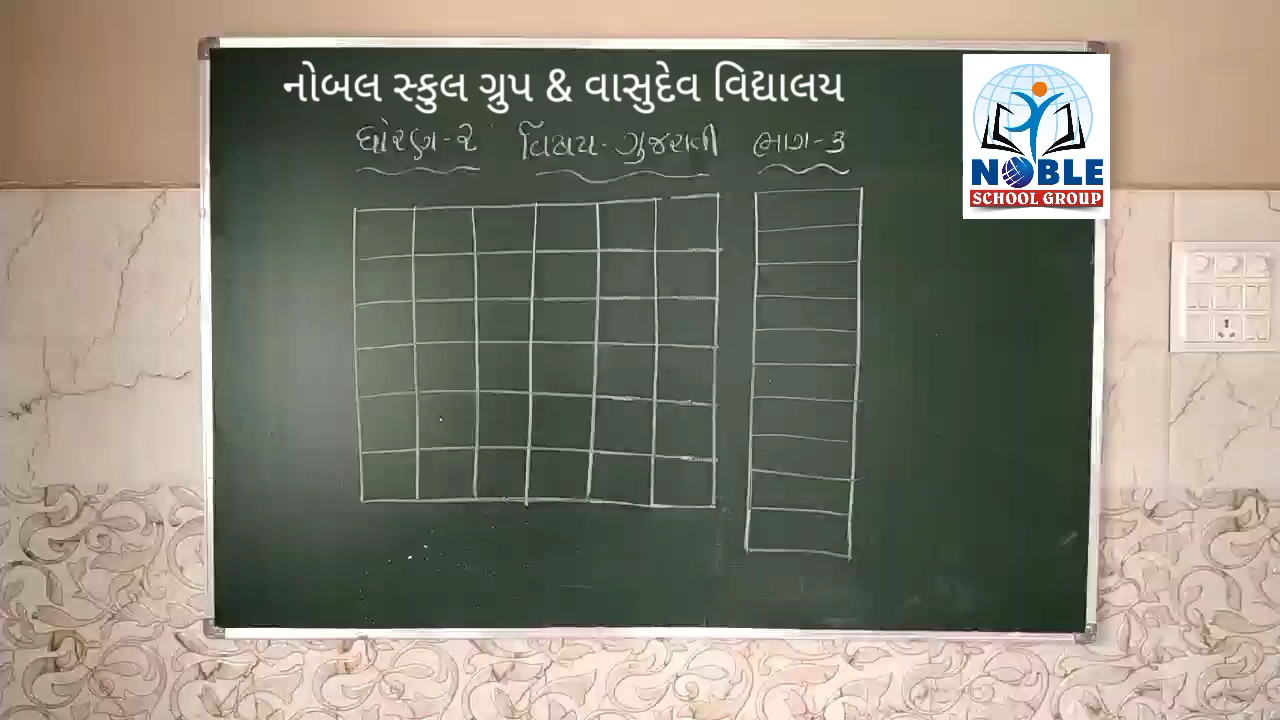 નોબલ સ્કુલ ગ્રુપ & વાસુદેવ વિદ્યાલય
ધોરણ-૨ વિષય-ગુજરાતી ભાગ-૩
NOBLE
SCHOOL GROUP